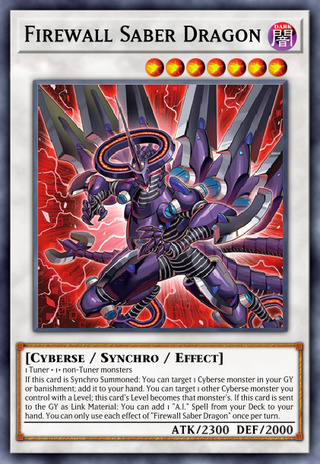 FIREWALL SABER DRAGON
DARK
闇
[CYBERSE / SYNCHRO / EFFECT]
1 Tuner + 1+ non-Tuner monsters
If this card is Synchro Summoned: You can target 1 Cyberse monster in your GY
or banishment; add it to your hand. You can target 1 other Cyberse monster you
control with a Level; this card's Level becomes that monster's. If this card is sent
to the GY as Link Material: You can add 1 "A.I." Spell from your Deck to your
hand. You can only use each effect of "Firewall Saber Dragon" once per turn.
ATK/2300 DEF/2000